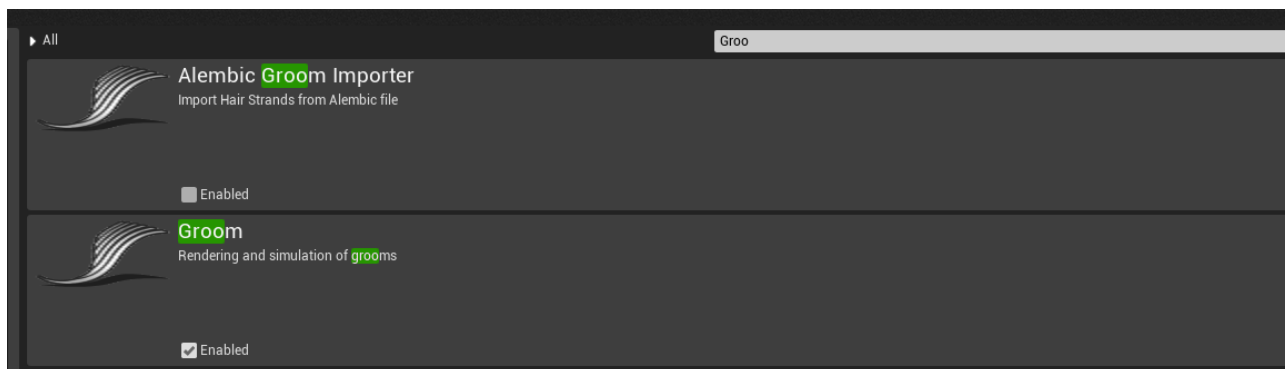 All
Groo
Alembic Groom Importer
Import Hair Strands from Alembic file
Enabled
Groom
Rendering and simulation of grooms
Enabled